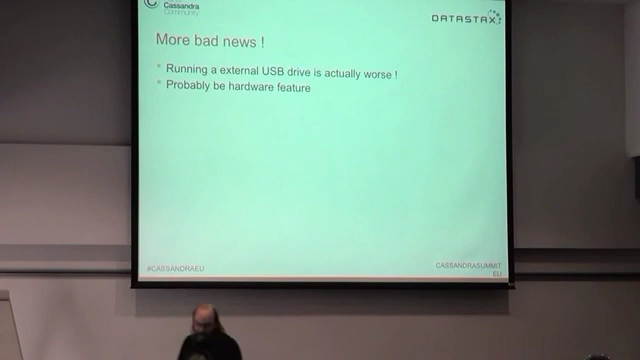 Cassandra
Community
DATASTAX
More bad news !
* Running a external USB drive is actually worse !
* Probably be hardware feature
#CASSANDRAEU
CASSANDRASUMMIT
EU